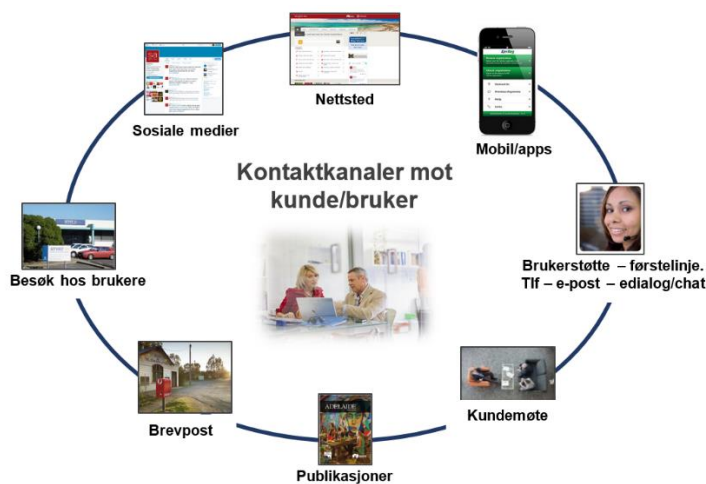 Nettsted
Sosiale medier
Mobil/apps
Kontaktkanaler mot
kunde/bruker
Besøk hos brukere
Brukerstøtte – førstelinje.
Tlf – e-post – edialog/chat
Brevpost
Kundemøte
ADELAIDE
Publikasjoner